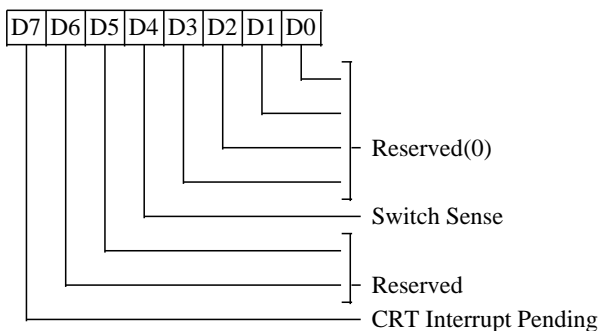 D7 D6 D5 D4 D3 D2 D1 D0
Reserved(0)
Switch Sense
Reserved
CRT Interrupt Pending